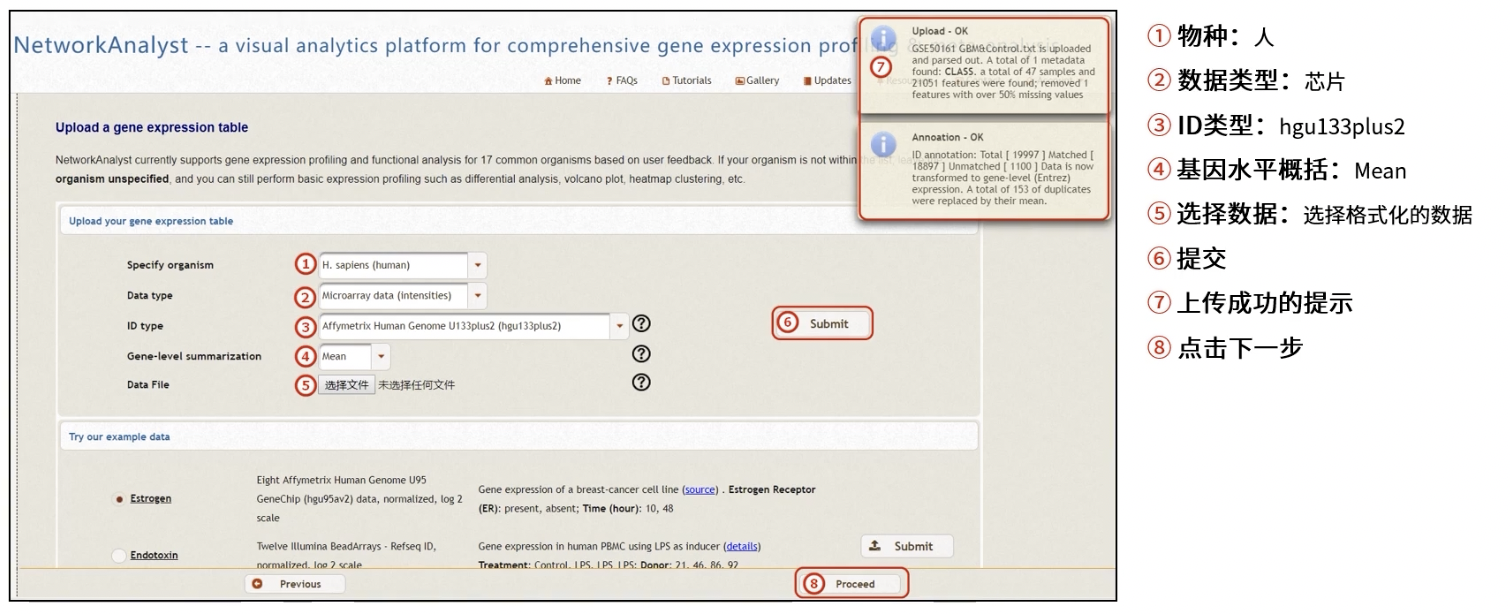 NetworkAnalyst -- a visual analytics platform for comprehensive gene expression prof
Home
? FAQs
Tutorials
Gallery
Updates
Upload - OK
⑦
GSE50161 GBM&Control.txt is uploaded
and parsed out. A total of 1 metadata
found: CLASS. a total of 47 samples and
21051 features were found; removed 1
features with over 50% missing values
Annoation - OK
ID annotation: Total [ 19997 ] Matched [
18897 ] Unmatched [ 1100 ] Data is now
transformed to gene-level (Entrez)
expression. A total of 153 of duplicates
were replaced by their mean.
Upload a gene expression table
NetworkAnalyst currently supports gene expression profiling and functional analysis for 17 common organisms based on user feedback. If your organism is not within
organism unspecified, and you can still perform basic expression profiling such as differential analysis, volcano plot, heatmap clustering, etc.
Upload your gene expression table
Specify organism ① H. sapiens (human)
Data type ② Microarray data (intensities)
ID type ③ Affymetrix Human Genome U133plus2 (hgu133plus2) ?
⑥ Submit
Gene-level summarization ④ Mean ?
Data File ⑤ 选择文件 未选择任何文件 ?
Try our example data
Estrogen
Eight Affymetrix Human Genome U95
GeneChip (hgu95av2) data, normalized, log 2
scale
Gene expression of a breast-cancer cell line (source) . Estrogen Receptor
(ER): present, absent; Time (hour): 10, 48
Endotoxin
Twelve Illumina BeadArrays - Refseq ID,
normalized, log 2 scale
Gene expression in human PBMC using LPS as inducer (details)
Treatment: Control, LPS, LPS_LPS; Donor: 21, 46, 86, 92
Submit
Previous
⑧ Proceed
① 物种：人
② 数据类型：芯片
③ ID类型：hgu133plus2
④ 基因水平概括：Mean
⑤ 选择数据：选择格式化的数据
⑥ 提交
⑦ 上传成功的提示
⑧ 点击下一步